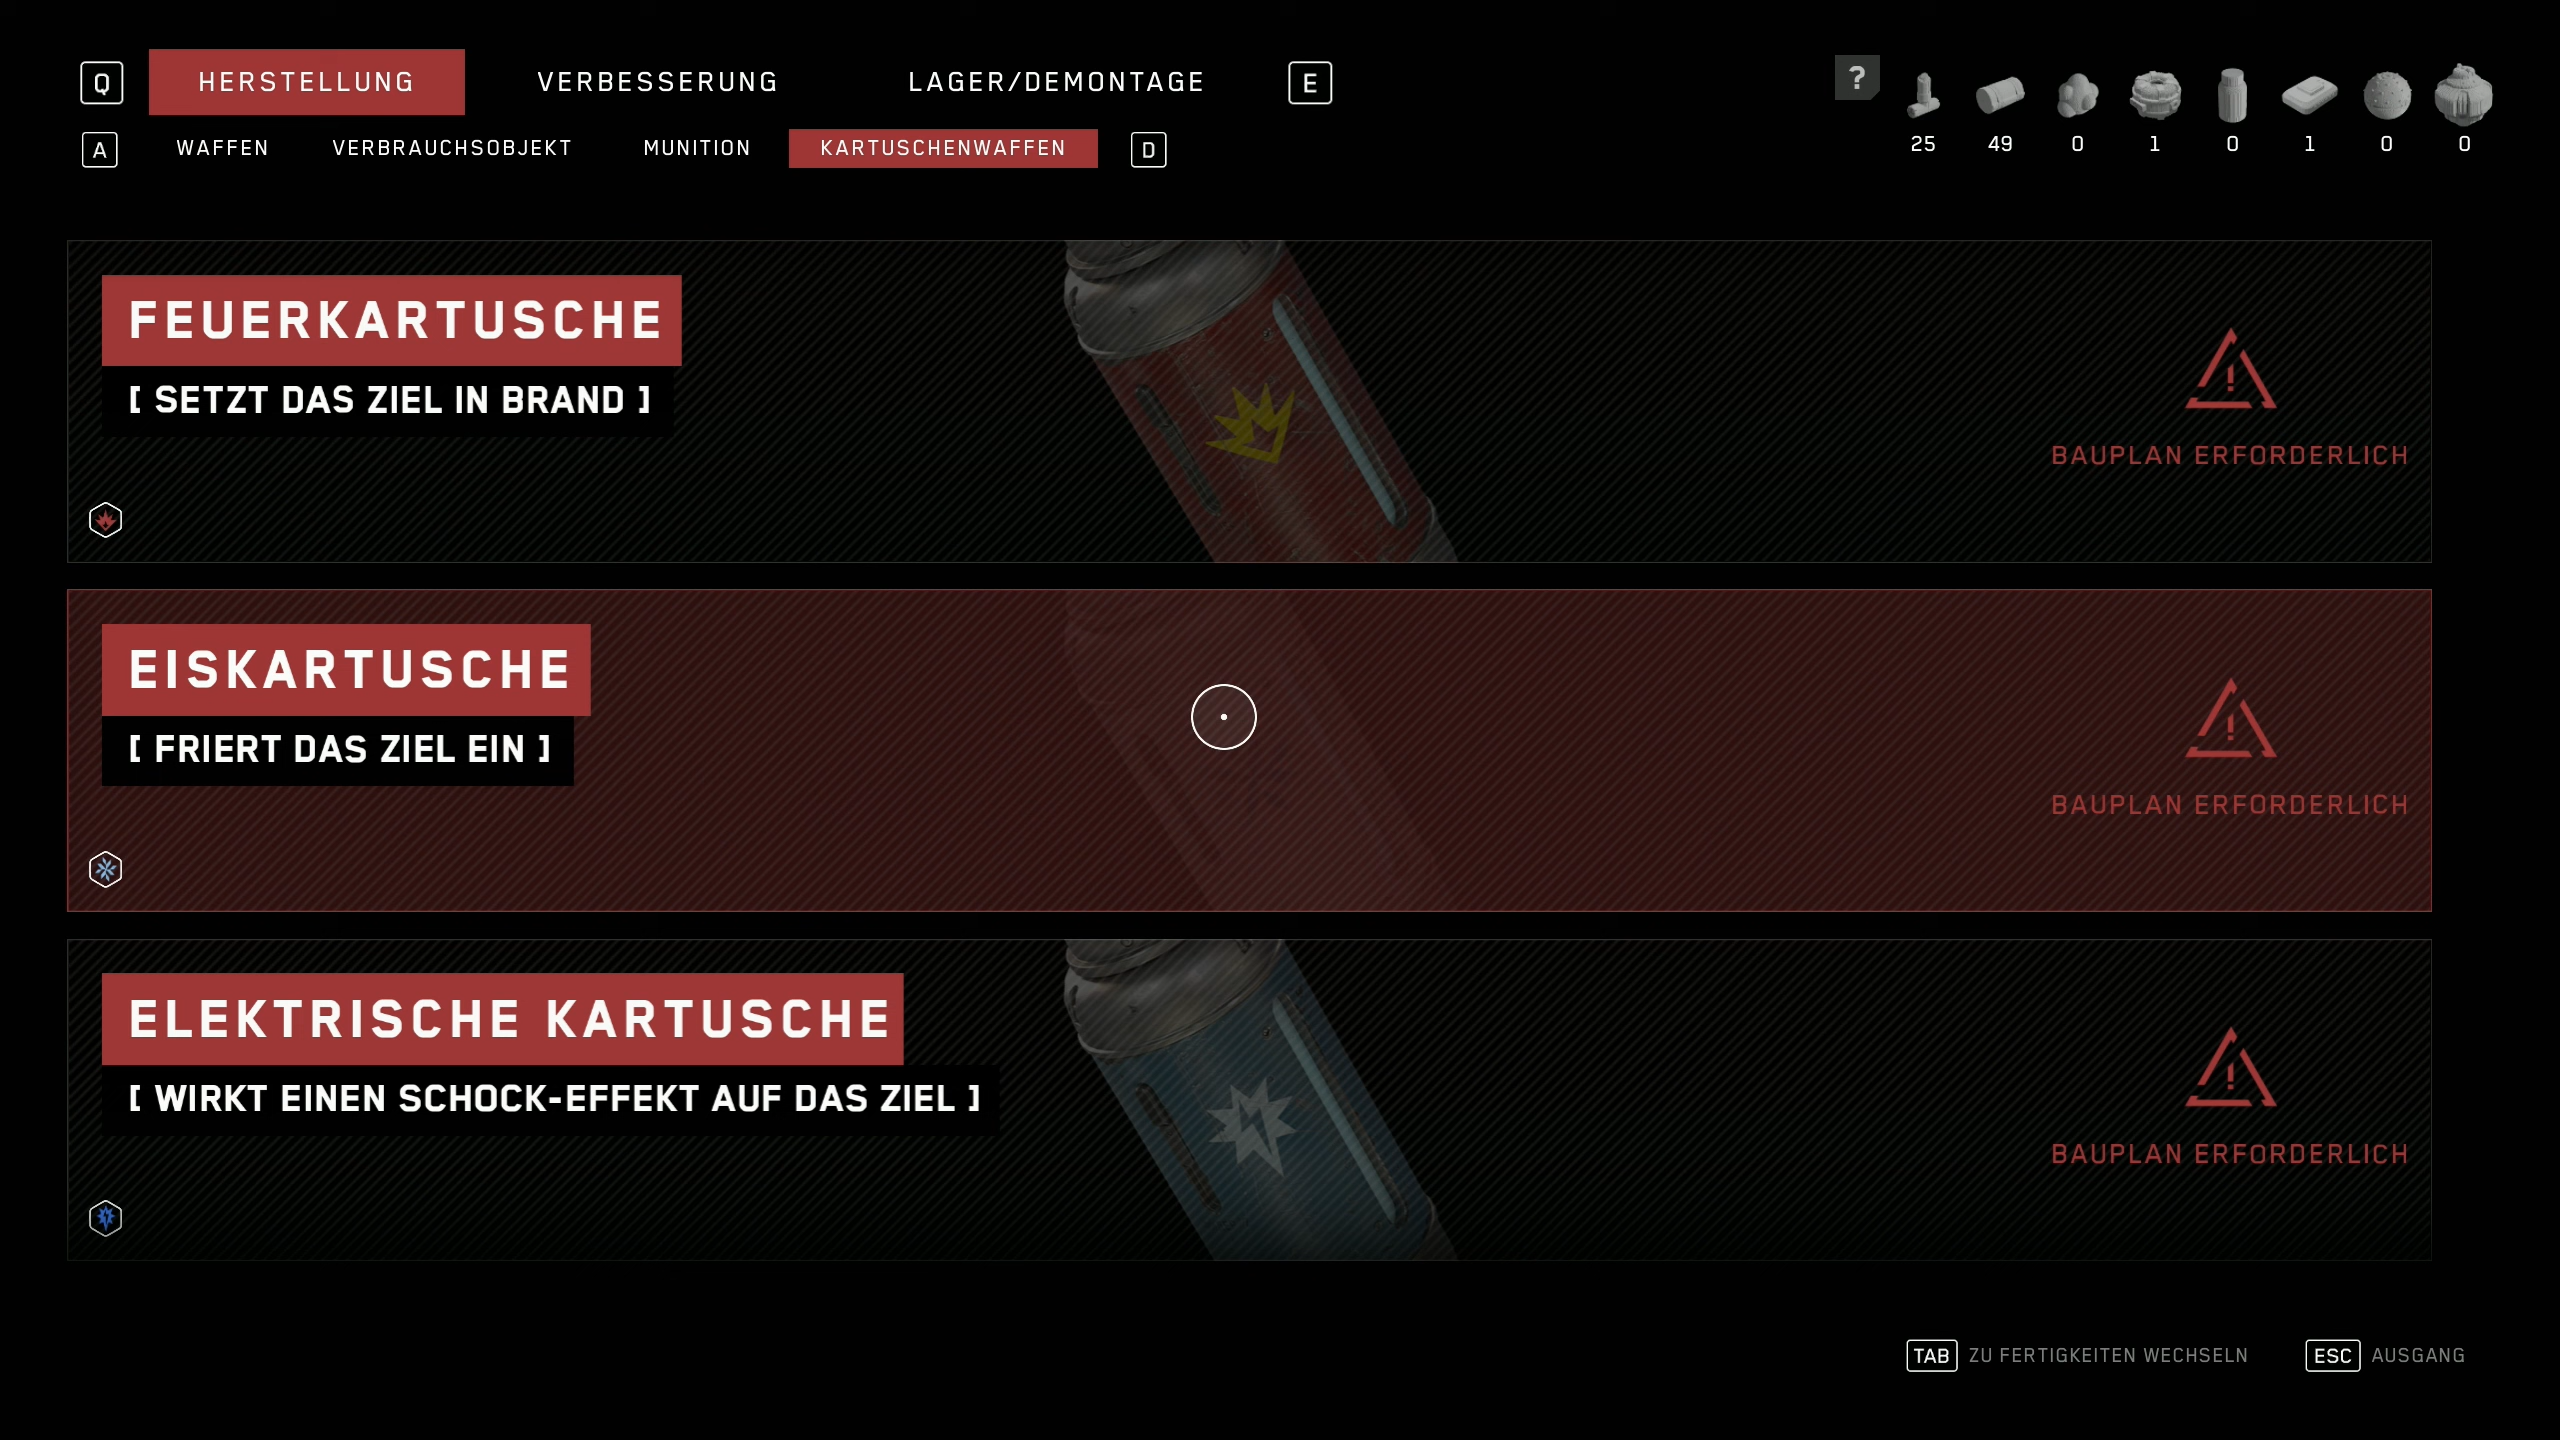 Q HERSTELLUNG VERBESSERUNG LAGER/DEMONTAGE E ?
A WAFFEN VERBRAUCHSOBJEKT MUNITION KARTUSCHENWAFFEN D 25 49 0 1 0 1 0 0
FEUERKARTUSCHE
[ SETZT DAS ZIEL IN BRAND ]
BAUPLAN ERFORDERLICH
EISKARTUSCHE
[ FRIERT DAS ZIEL EIN ]
BAUPLAN ERFORDERLICH
ELEKTRISCHE KARTUSCHE
[ WIRKT EINEN SCHOCK-EFFEKT AUF DAS ZIEL ]
BAUPLAN ERFORDERLICH
TAB ZU FERTIGKEITEN WECHSELN ESC AUSGANG